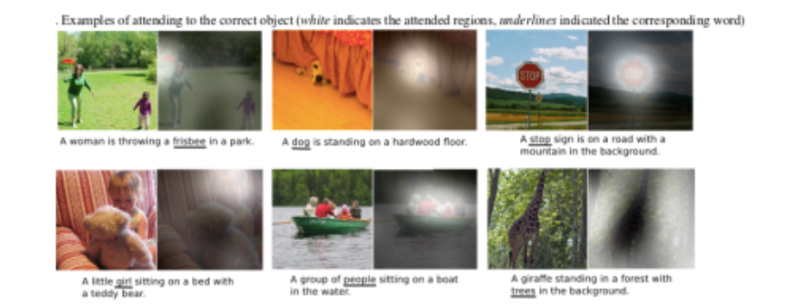 . Examples of attending to the correct object (white indicates the attended regions, underlines indicated the corresponding word)
STOP
A woman is throwing a frisbee in a park.
A dog is standing on a hardwood floor.
A stop sign is on a road with a
mountain in the background.
A little girl sitting on a bed with
a teddy bear.
A group of people sitting on a boat
in the water.
A giraffe standing in a forest with
trees in the background.